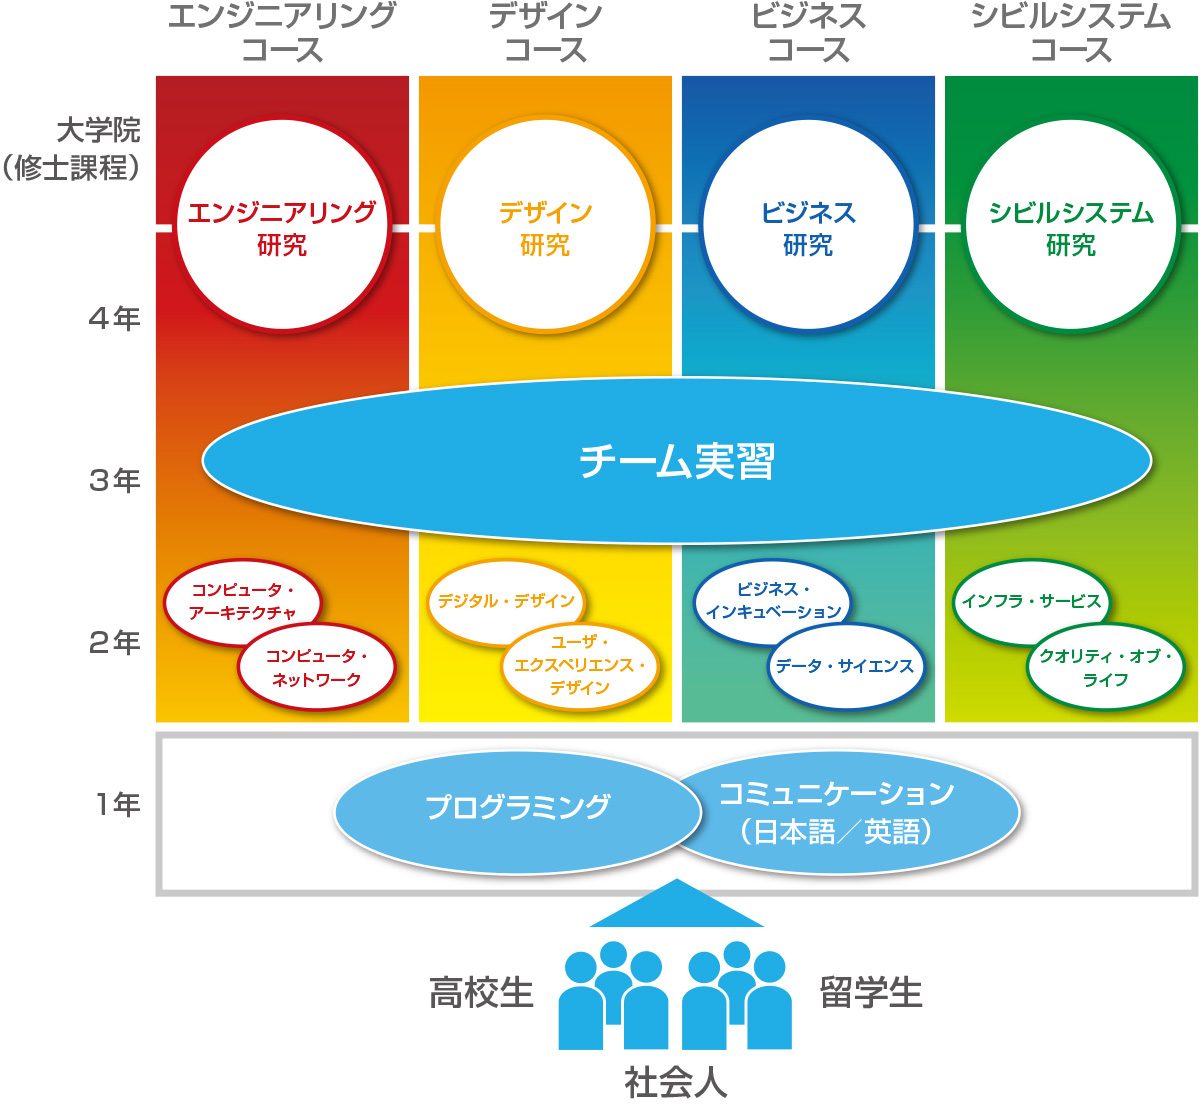 エンジニアリング
コース
デザイン
コース
ビジネス
コース
シビルシステム
コース
大学院
（修士課程）
エンジニアリング
研究
デザイン
研究
ビジネス
研究
シビルシステム
研究
4年
チーム実習
3年
コンピュータ・
アーキテクチャ
コンピュータ・
ネットワーク
デジタル・デザイン
ユーザ・
エクスペリエンス・
デザイン
ビジネス・
インキュベーション
データ・サイエンス
インフラ・サービス
クオリティ・オブ・
ライフ
2年
1年
プログラミング
コミュニケーション
（日本語／英語）
高校生
留学生
社会人